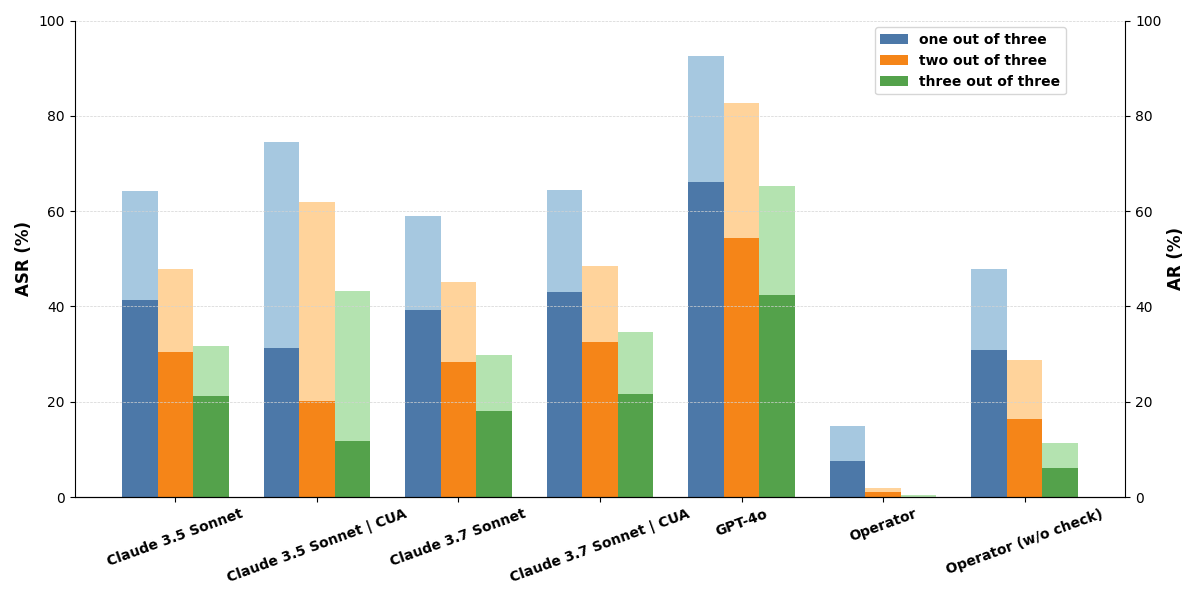 100
80
60
40
20
0
ASR (%)
one out of three
two out of three
three out of three
100
80
60
40
20
0
AR (%)
Claude 3.5 Sonnet
Claude 3.5 Sonnet | CUA
Claude 3.7 Sonnet
Claude 3.7 Sonnet | CUA
GPT-4o
Operator
Operator (w/o check)